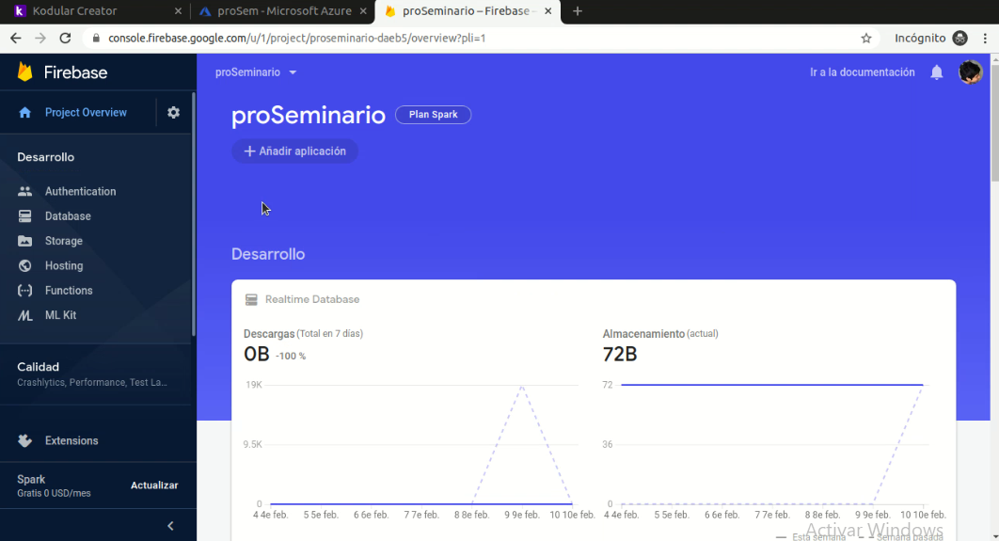 Kodular Creator
proSem - Microsoft Azure
proSeminario – Firebase –
console.firebase.google.com/u/1/project/proseminario-daeb5/overview?pli=1
Incógnito
Firebase
proSeminario
Ir a la documentación
Project Overview
proSeminario
Plan Spark
Añadir aplicación
Desarrollo
Authentication
Database
Storage
Hosting
Functions
ML Kit
Calidad
Crashlytics, Performance, Test La...
Extensions
Spark
Gratis 0 USD/mes
Actualizar
Desarrollo
Realtime Database
Descargas (Total en 7 días)
0B -100 %
19K
9.5K
0
4 4e feb. 5 5e feb. 6 6e feb. 7 7e feb. 8 8e feb. 9 9e feb. 10 10e feb.
Almacenamiento (actual)
72B
72
36
0
4 4e feb. 5 5e feb. 6 6e feb. 7 7e feb. 8 8e feb. 9 9e feb. 10 10e feb.
Esta semana Semana pasada
Activar Windows